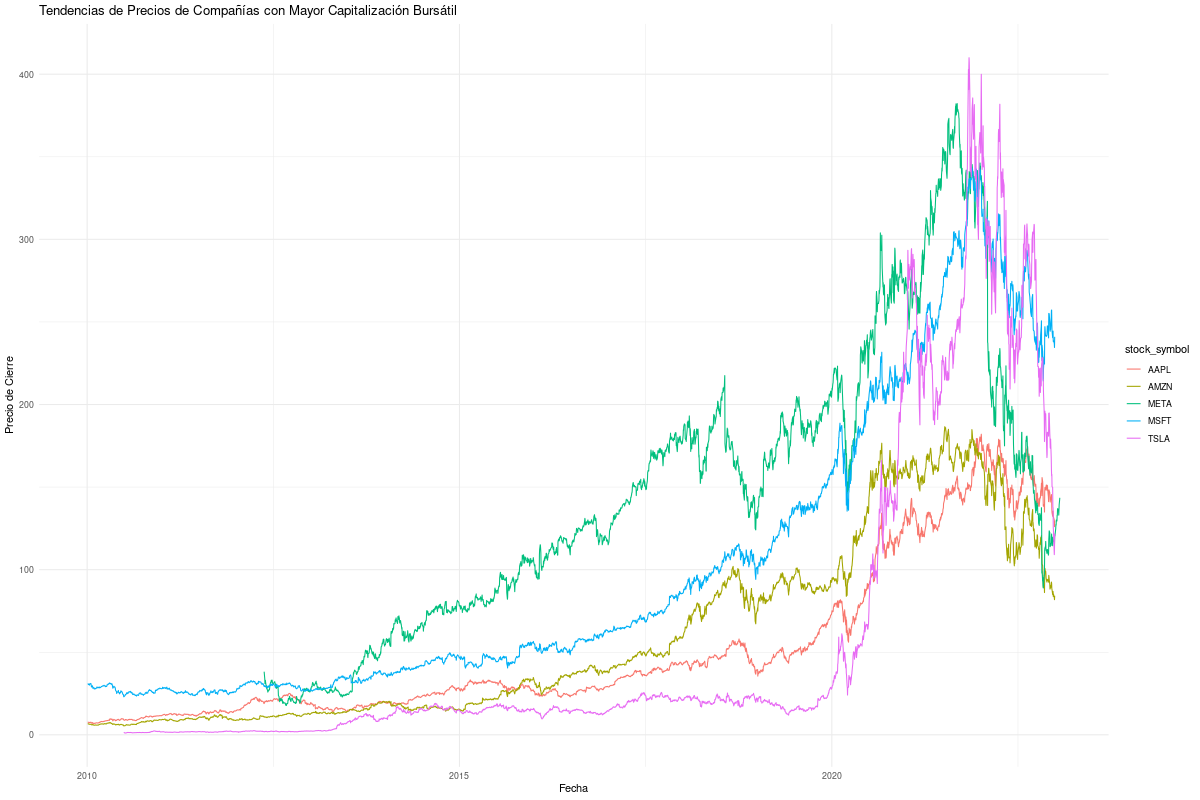 Tendencias de Precios de Compañías con Mayor Capitalización Bursátil
400
300
200
100
0
Precio de Cierre
2010
2015
2020
Fecha
stock_symbol
AAPL
AMZN
META
MSFT
TSLA